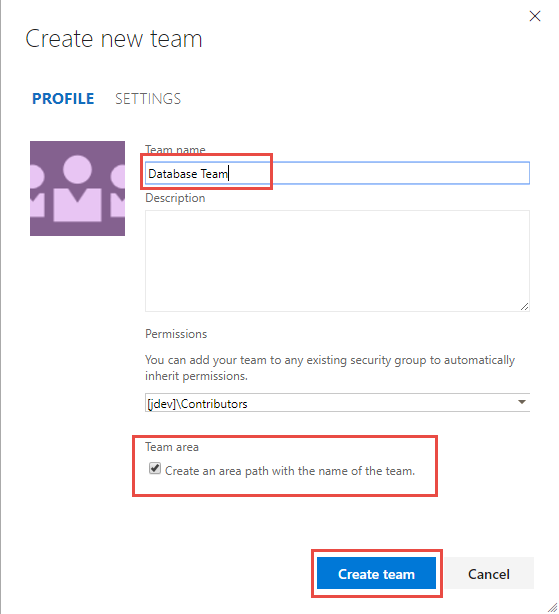 Create new team
PROFILE SETTINGS
Team name
Database Team
Description
Permissions
You can add your team to any existing security group to automatically
inherit permissions.
[jdev]\Contributors
Team area
Create an area path with the name of the team.
Create team Cancel